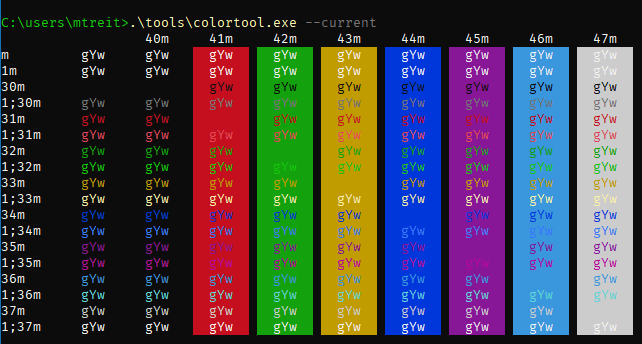 C:\users\mtreit>.\tools\colortool.exe --current
40m 41m 42m 43m 44m 45m 46m 47m
m gYw gYw gYw gYw gYw gYw gYw gYw gYw
1m gYw gYw gYw gYw gYw gYw gYw gYw gYw
30m gYw gYw gYw gYw gYw gYw gYw
1;30m gYw gYw gYw gYw gYw gYw gYw gYw gYw
31m gYw gYw gYw gYw gYw gYw gYw gYw
1;31m gYw gYw gYw gYw gYw gYw gYw gYw gYw
32m gYw gYw gYw gYw gYw gYw gYw gYw
1;32m gYw gYw gYw gYw gYw gYw gYw gYw gYw
33m gYw gYw gYw gYw gYw gYw gYw gYw
1;33m gYw gYw gYw gYw gYw gYw gYw gYw gYw
34m gYw gYw gYw gYw gYw gYw gYw gYw
1;34m gYw gYw gYw gYw gYw gYw gYw gYw gYw
35m gYw gYw gYw gYw gYw gYw gYw gYw
1;35m gYw gYw gYw gYw gYw gYw gYw gYw gYw
36m gYw gYw gYw gYw gYw gYw gYw gYw
1;36m gYw gYw gYw gYw gYw gYw gYw gYw gYw
37m gYw gYw gYw gYw gYw gYw gYw gYw
1;37m gYw gYw gYw gYw gYw gYw gYw gYw gYw